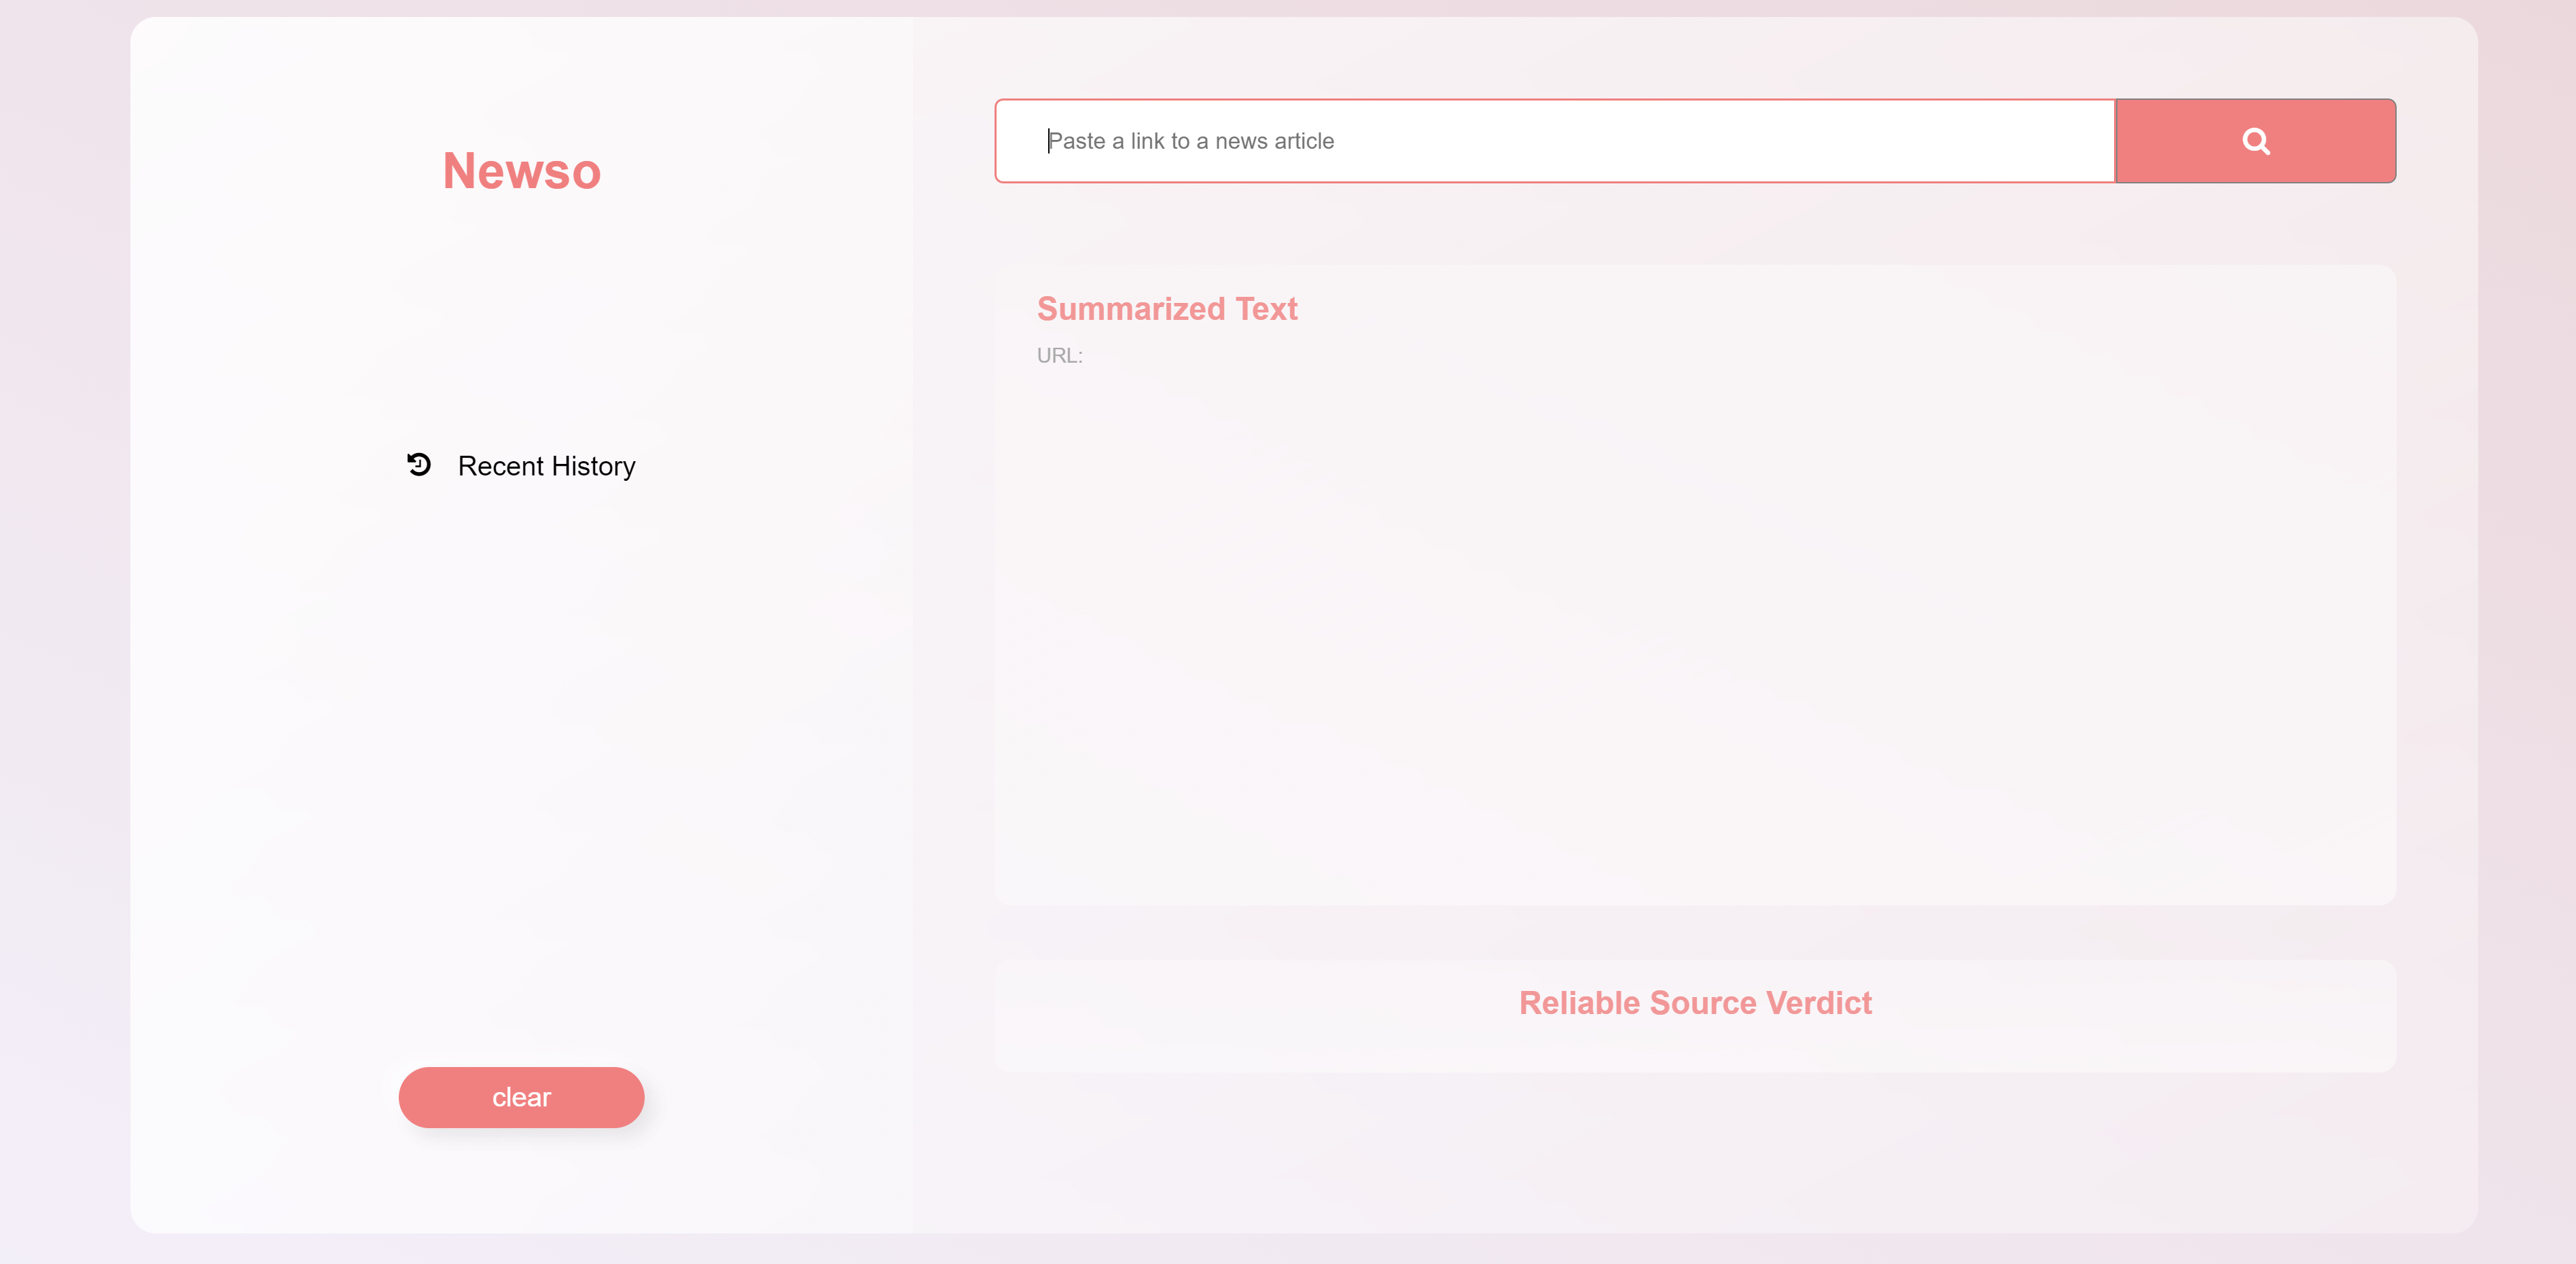 Newso
Recent History
clear
Paste a link to a news article
Summarized Text
URL:
Reliable Source Verdict